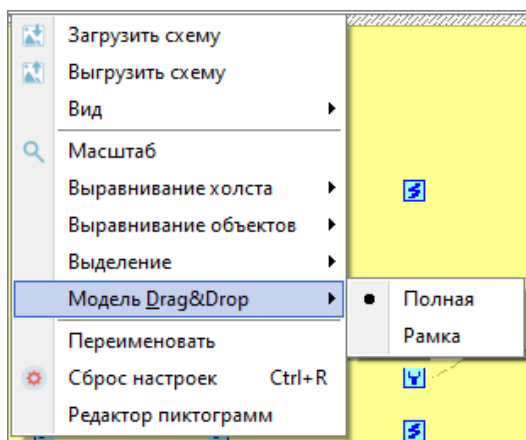 Загрузить схему
Выгрузить схему
Вид
Масштаб
Выравнивание холста
Выравнивание объектов
Выделение
Модель Drag&Drop
Полная
Рамка
Переименовать
Сброс настроек Ctrl+R
Редактор пиктограмм